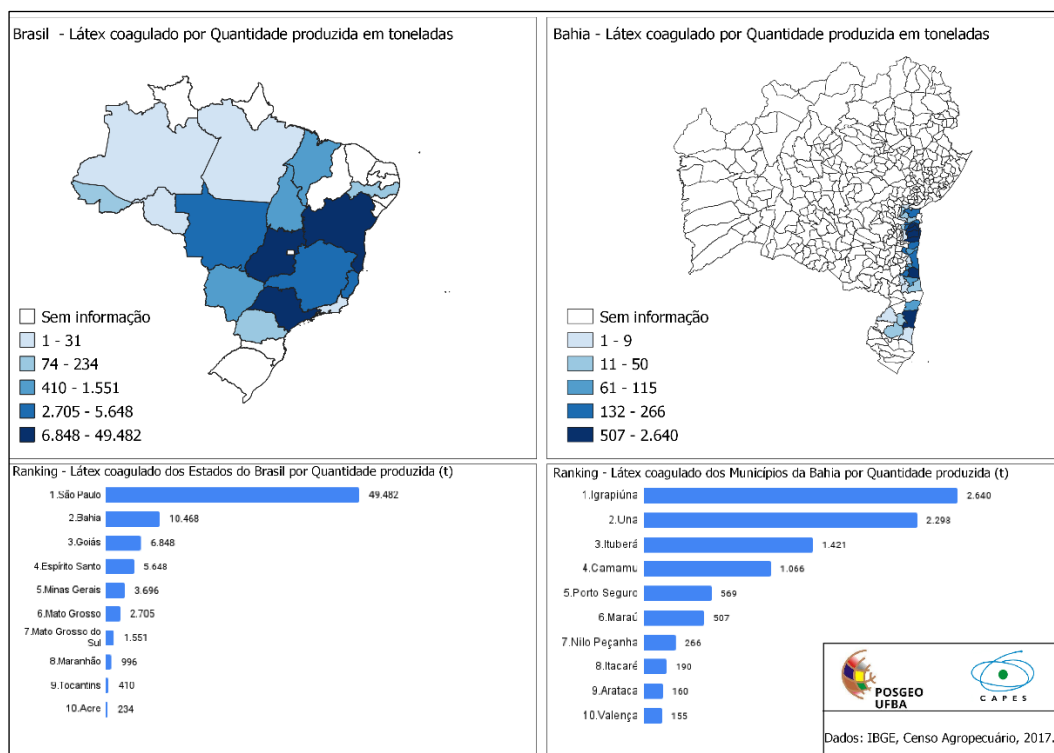 Brasil - Látex coagulado por Quantidade produzida em toneladas
Sem informação
1 - 31
74 - 234
410 - 1.551
2.705 - 5.648
6.848 - 49.482
Bahia - Látex coagulado por Quantidade produzida em toneladas
Sem informação
1 - 9
11 - 50
61 - 115
132 - 266
507 - 2.640
Ranking - Látex coagulado dos Estados do Brasil por Quantidade produzida (t)
1.São Paulo 49.482
2.Bahia 10.468
3.Goiás 6.848
4.Espírito Santo 5.648
5.Minas Gerais 3.696
6.Mato Grosso 2.705
7.Mato Grosso do
Sul 1.551
8.Maranhão 996
9.Tocantins 410
10.Acre 234
Ranking - Látex coagulado dos Municípios da Bahia por Quantidade produzida (t)
1.Igrapiúna 2.640
2.Una 2.298
3.Ituberá 1.421
4.Camamu 1.066
5.Porto Seguro 569
6.Maraú 507
7.Nilo Peçanha 266
8.Itacaré 190
9.Arataca 160
10.Valença 155
POSGEO
UFBA
CAPES
Dados: IBGE, Censo Agropecuário, 2017.